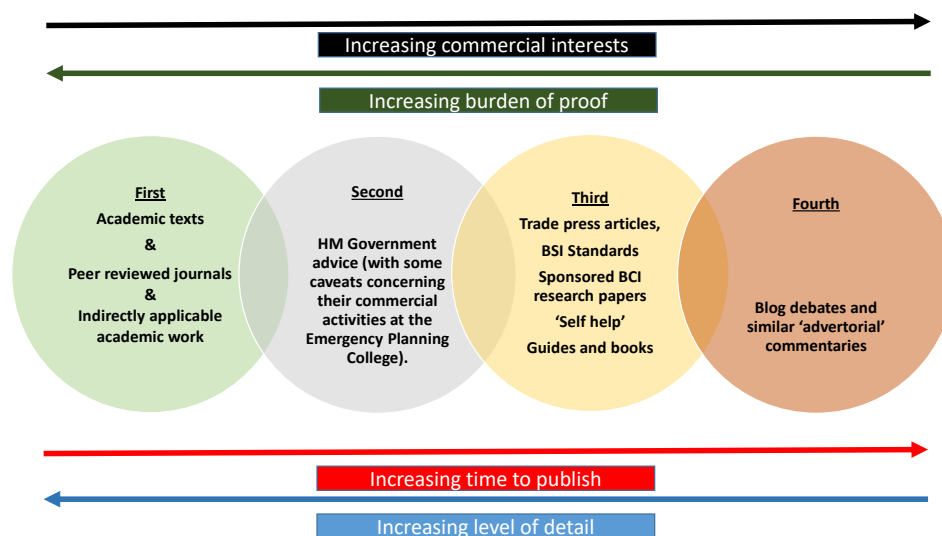 Increasing commercial interests
Increasing burden of proof
First
Academic texts
&
Peer reviewed journals
&
Indirectly applicable
academic work
Second
HM Government
advice (with some
caveats concerning
their commercial
activities at the
Emergency Planning
College).
Third
Trade press articles,
BSI Standards
Sponsored BCI
research papers
‘Self help’
Guides and books
Fourth
Blog debates and
similar ‘advertorial’
commentaries
Increasing time to publish
Increasing level of detail